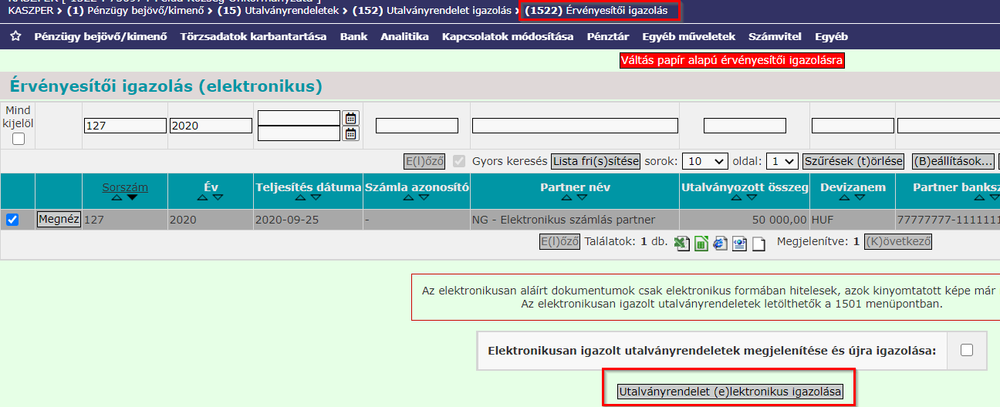 KASZPER > (1) Pénzügy bejövő/kimenő > (15) Utalványrendeletek > (152) Utalványrendelet igazolás > (1522) Érvényesítői igazolás
Pénzügy bejövő/kimenő Törzsadatok karbantartása Bank Analitika Kapcsolatok módosítása Pénztár Egyéb műveletek Számvitel Egyéb
Váltás papír alapú érvényesítői igazolásra
Érvényesítői igazolás (elektronikus)
Mind
kijelöl
127 2020
E(l)őző Gyors keresés Lista fri(s)sítése sorok: 10 oldal: 1 Szűrések (t)örlése (B)eállítások...
Sorszám Év Teljesítés dátuma Számla azonosító Partner név Utalványozott összeg Devizanem Partner banksz
Megnéz 127 2020 2020-09-25 - NG - Elektronikus számlás partner 50 000,00 HUF 77777777-1111111
E(l)őző Találatok: 1 db. Megjelenítve: 1 (K)övetkező
Az elektronikusan aláírt dokumentumok csak elektronikus formában hitelesek, azok kinyomtatott képe már
Az elektronikusan igazolt utalványrendeletek letölthetők a 1501 menüpontban.
Elektronikusan igazolt utalványrendeletek megjelenítése és újra igazolása:
Utalványrendelet (e)lektronikus igazolása